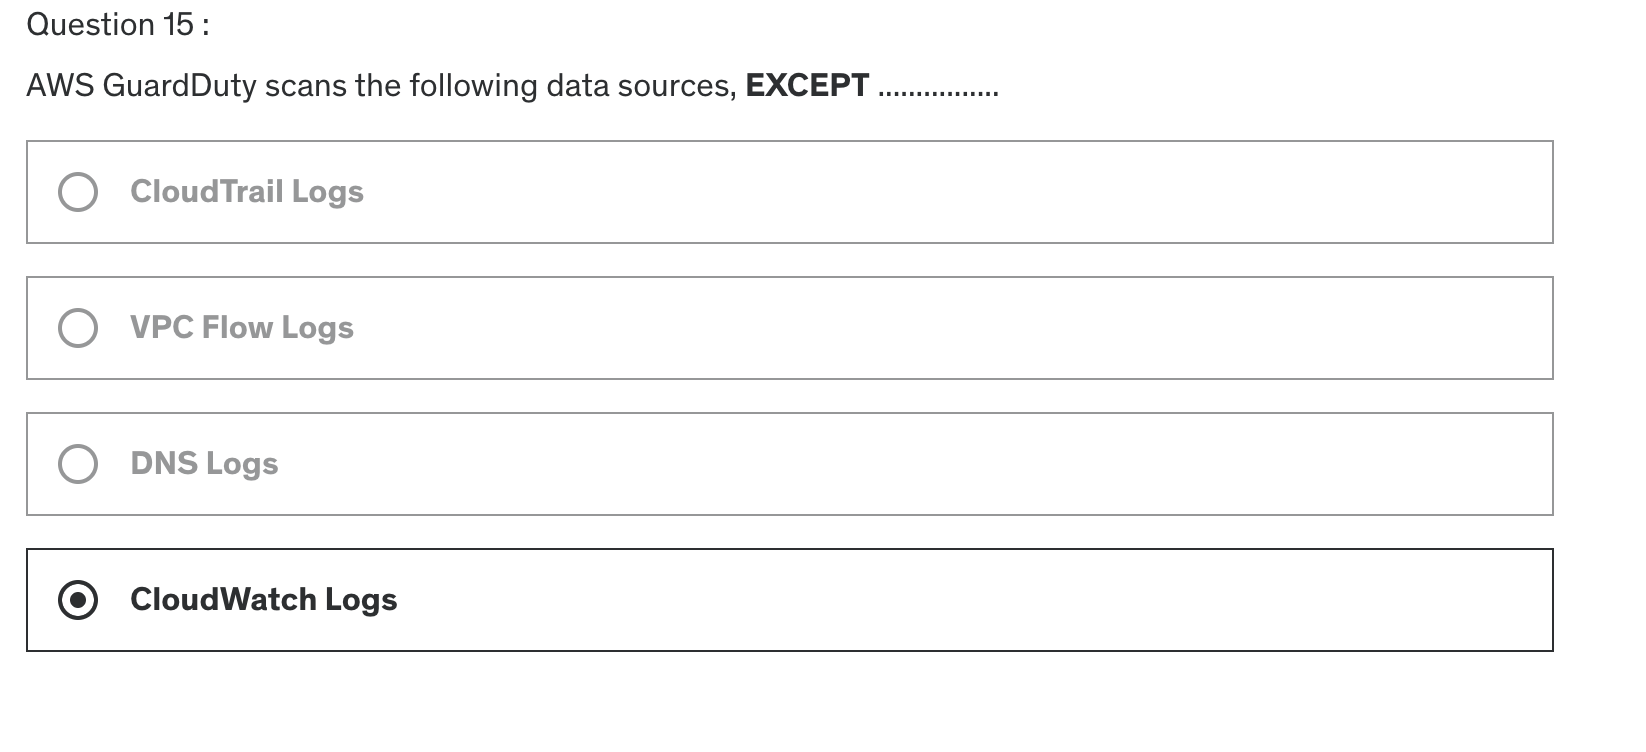 Question 15 :
AWS GuardDuty scans the following data sources, EXCEPT ................
CloudTrail Logs
VPC Flow Logs
DNS Logs
CloudWatch Logs